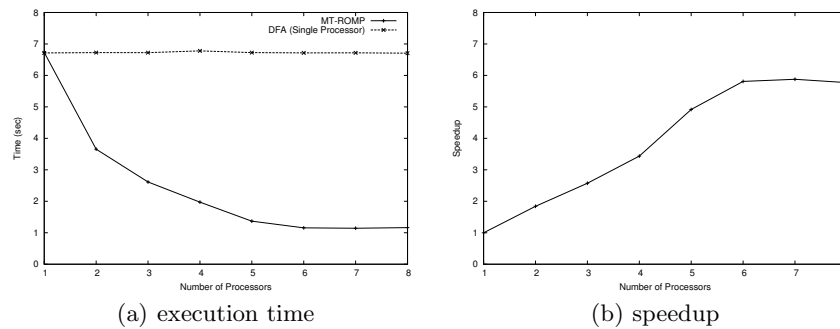 8
7
6
5
4
3
2
1
0
Time (sec)
MT-ROMP
DFA (Single Processor)
1 2 3 4 5 6 7 8
Number of Processors
(a) execution time
8
7
6
5
4
3
2
1
0
Speedup
1 2 3 4 5 6 7
Number of Processors
(b) speedup